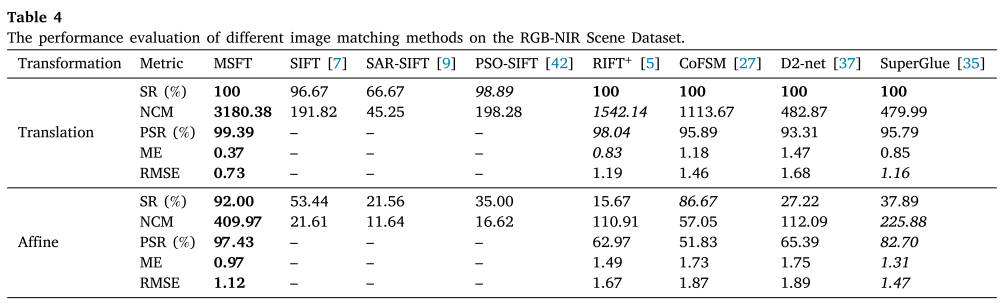 Table 4
The performance evaluation of different image matching methods on the RGB-NIR Scene Dataset.
Transformation Metric MSFT SIFT [7] SAR-SIFT [9] PSO-SIFT [42] RIFT+ [5] CoFSM [27] D2-net [37] SuperGlue [35]
SR (%) 100 96.67 66.67 98.89 100 100 100 100
NCM 3180.38 191.82 45.25 198.28 1542.14 1113.67 482.87 479.99
Translation PSR (%) 99.39 – – – 98.04 95.89 93.31 95.79
ME 0.37 – – – 0.83 1.18 1.47 0.85
RMSE 0.73 – – – 1.19 1.46 1.68 1.16
SR (%) 92.00 53.44 21.56 35.00 15.67 86.67 27.22 37.89
NCM 409.97 21.61 11.64 16.62 110.91 57.05 112.09 225.88
Affine PSR (%) 97.43 – – – 62.97 51.83 65.39 82.70
ME 0.97 – – – 1.49 1.73 1.75 1.31
RMSE 1.12 – – – 1.67 1.87 1.89 1.47